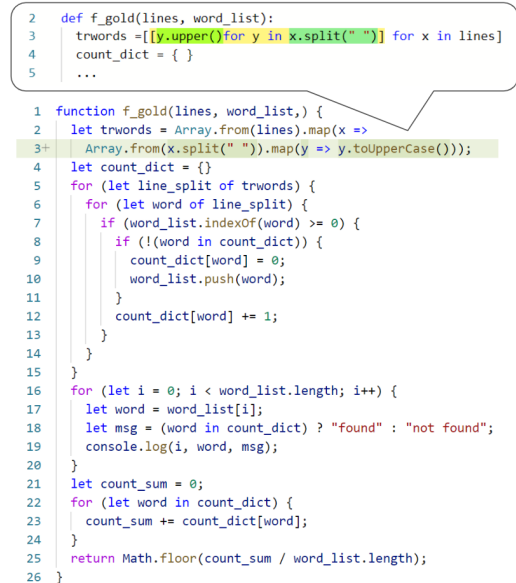 2 def f_gold(lines, word_list):
3 trwords =[[y.upper()for y in x.split(" ")] for x in lines]
4 count_dict = { }
5 ...
1 function f_gold(lines, word_list,) {
2 let trwords = Array.from(lines).map(x =>
3+ Array.from(x.split(" ")).map(y => y.toUpperCase()));
4 let count_dict = {}
5 for (let line_split of trwords) {
6 for (let word of line_split) {
7 if (word_list.indexOf(word) >= 0) {
8 if (!(word in count_dict)) {
9 count_dict[word] = 0;
10 word_list.push(word);
11 }
12 count_dict[word] += 1;
13 }
14 }
15 }
16 for (let i = 0; i < word_list.length; i++) {
17 let word = word_list[i];
18 let msg = (word in count_dict) ? "found" : "not found";
19 console.log(i, word, msg);
20 }
21 let count_sum = 0;
22 for (let word in count_dict) {
23 count_sum += count_dict[word];
24 }
25 return Math.floor(count_sum / word_list.length);
26 }